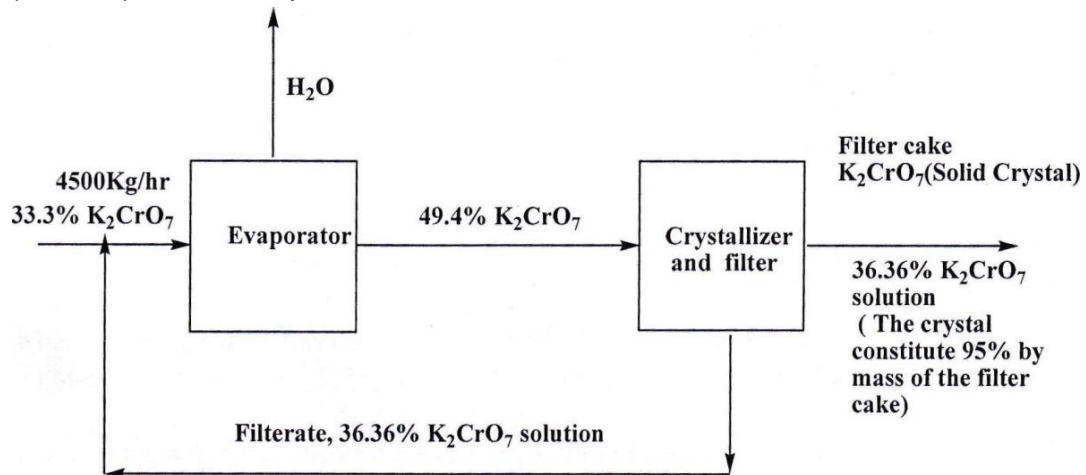 H₂O
4500Kg/hr
33.3% K₂CrO₇
Evaporator
49.4% K₂CrO₇
Crystallizer
and filter
Filter cake
K₂CrO₇(Solid Crystal)
36.36% K₂CrO₇
solution
( The crystal
constitute 95% by
mass of the filter
cake)
Filterate, 36.36% K₂CrO₇ solution